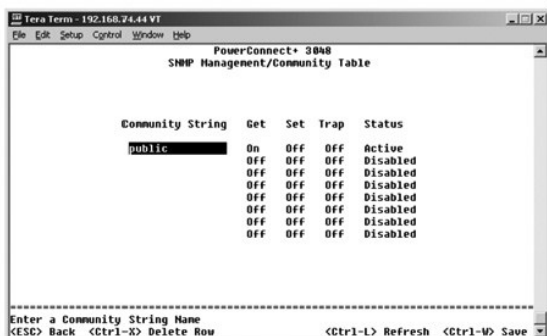 Tera Term - 192.168.74.44 VT
File Edit Setup Control Window Help
PowerConnect+ 3048
SNMP Management/Community Table
Community String Get Set Trap Status
public On Off Off Active
Off Off Off Disabled
Off Off Off Disabled
Off Off Off Disabled
Off Off Off Disabled
Off Off Off Disabled
Off Off Off Disabled
Off Off Off Disabled
Enter a Community String Name
<ESC> Back <Ctrl-X> Delete Row <Ctrl-L> Refresh <Ctrl-W> Save